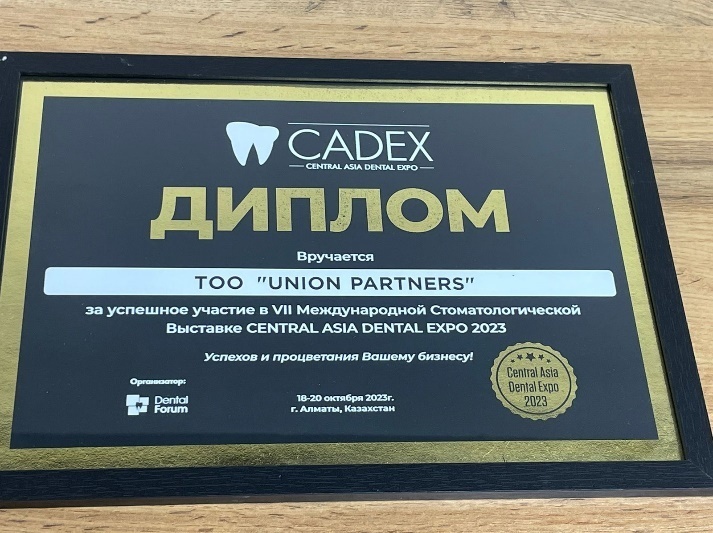 CADEX
CENTRAL ASIA DENTAL EXPO
ДИПЛОМ
Вручается
ТОО "UNION PARTNERS"
за успешное участие в VII Международной Стоматологической
Выставке CENTRAL ASIA DENTAL EXPO 2023
Успехов и процветания Вашему бизнесу!
Организатор:
Dental
Forum
18-20 октября 2023г.
г. Алматы, Казахстан
Central Asia
Dental Expo
2023